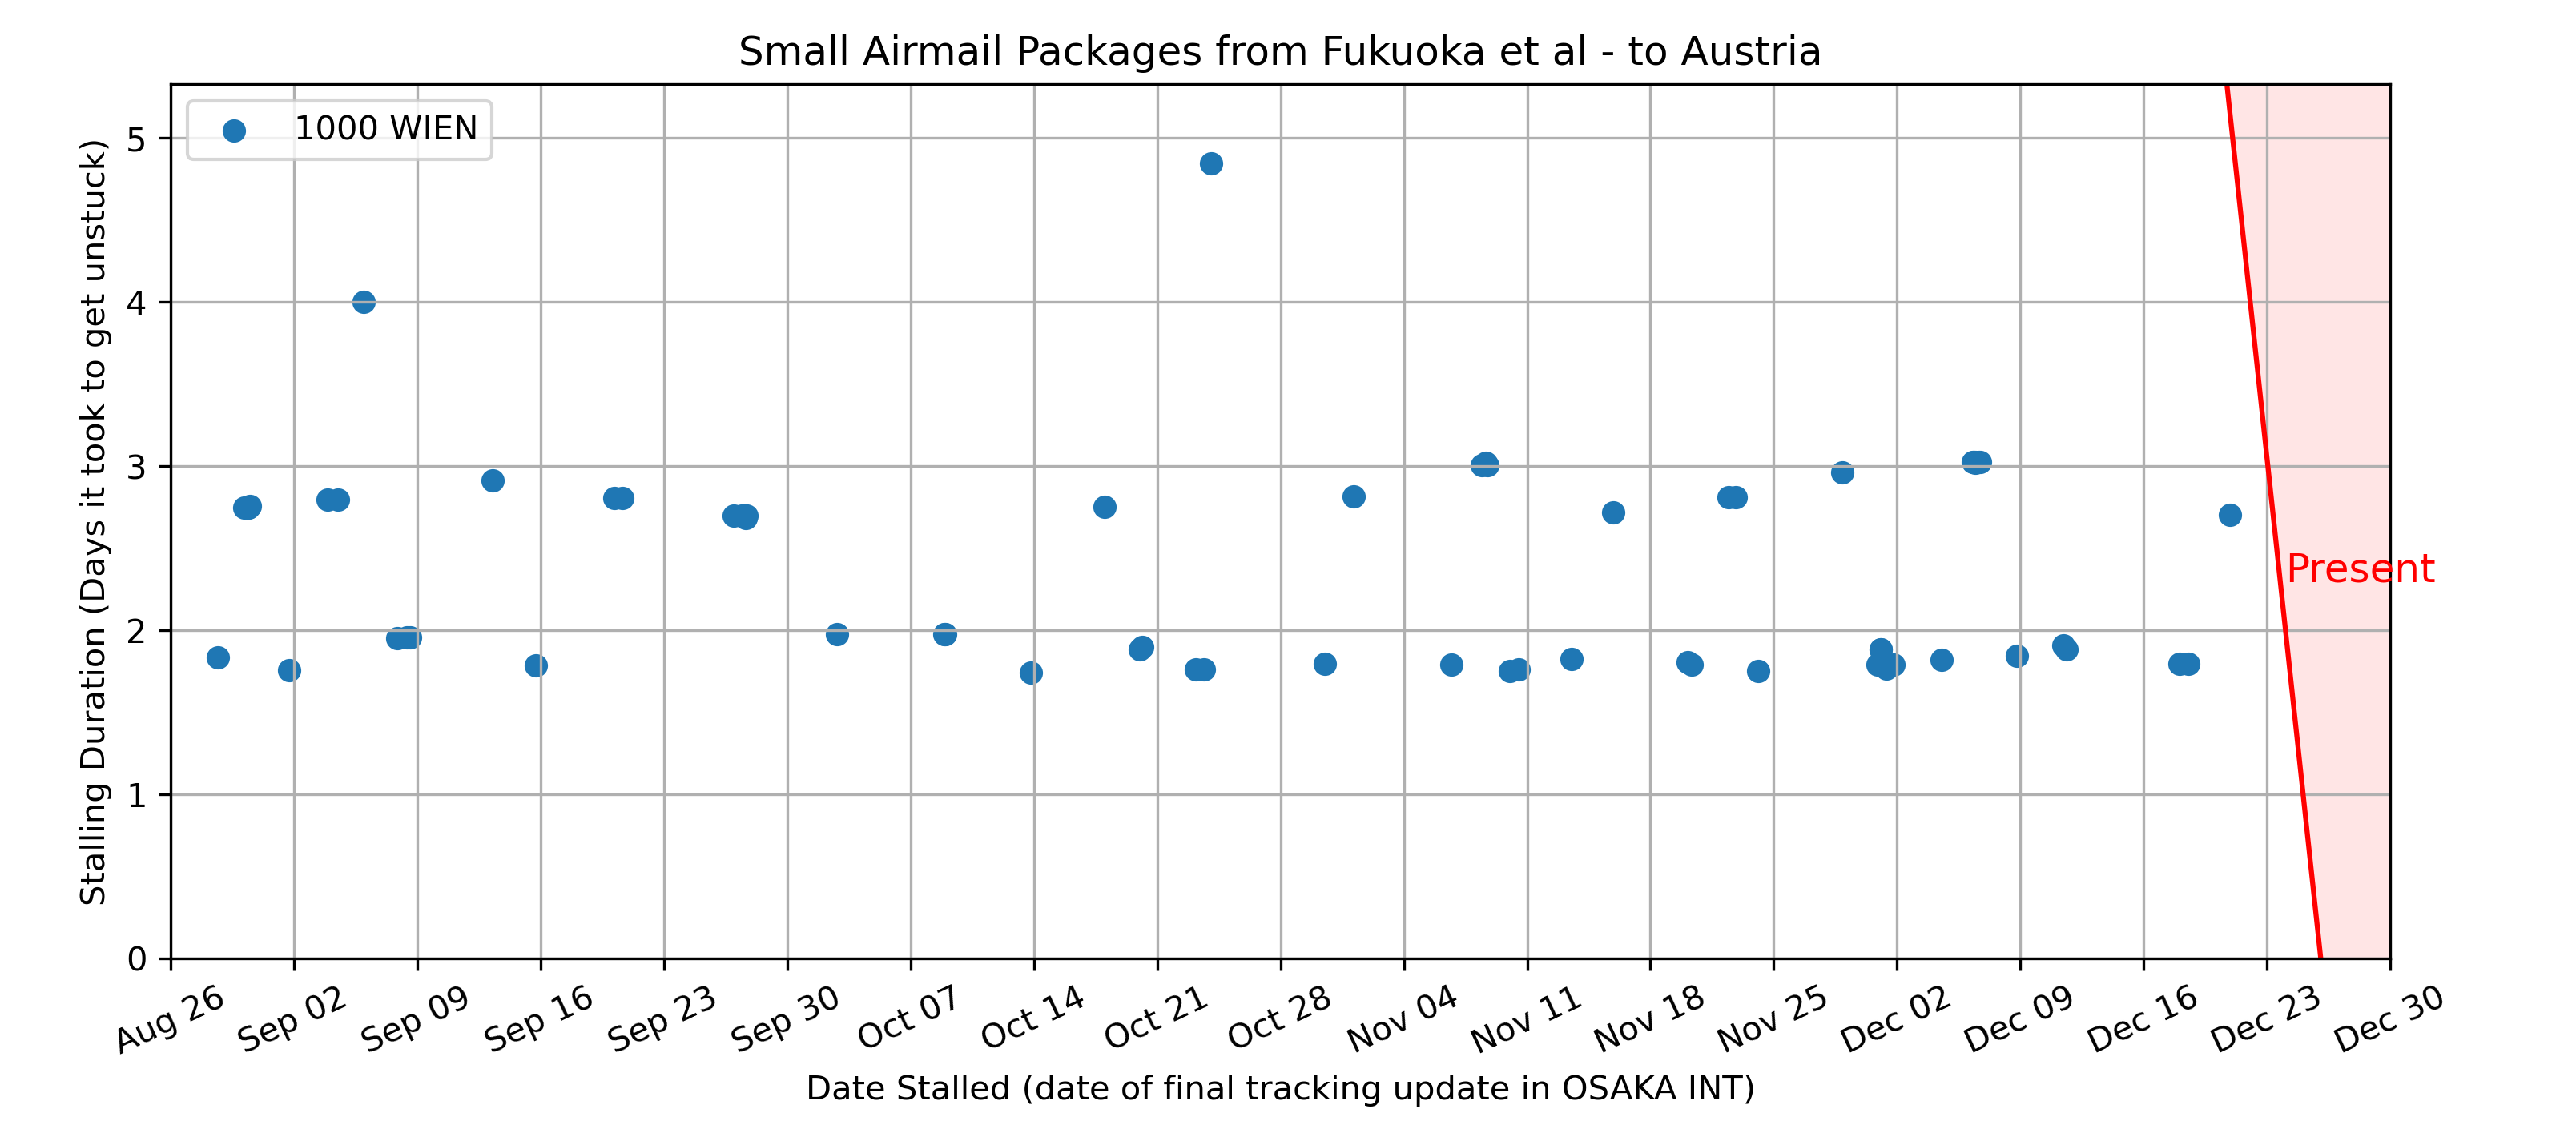 Small Airmail Packages from Fukuoka et al - to Austria
1000 WIEN
Stalling Duration (Days it took to get unstuck)
5
4
3
2
1
0
Present
Aug 26
Sep 02
Sep 09
Sep 16
Sep 23
Sep 30
Oct 07
Oct 14
Oct 21
Oct 28
Nov 04
Nov 11
Nov 18
Nov 25
Dec 02
Dec 09
Dec 16
Dec 23
Dec 30
Date Stalled (date of final tracking update in OSAKA INT)